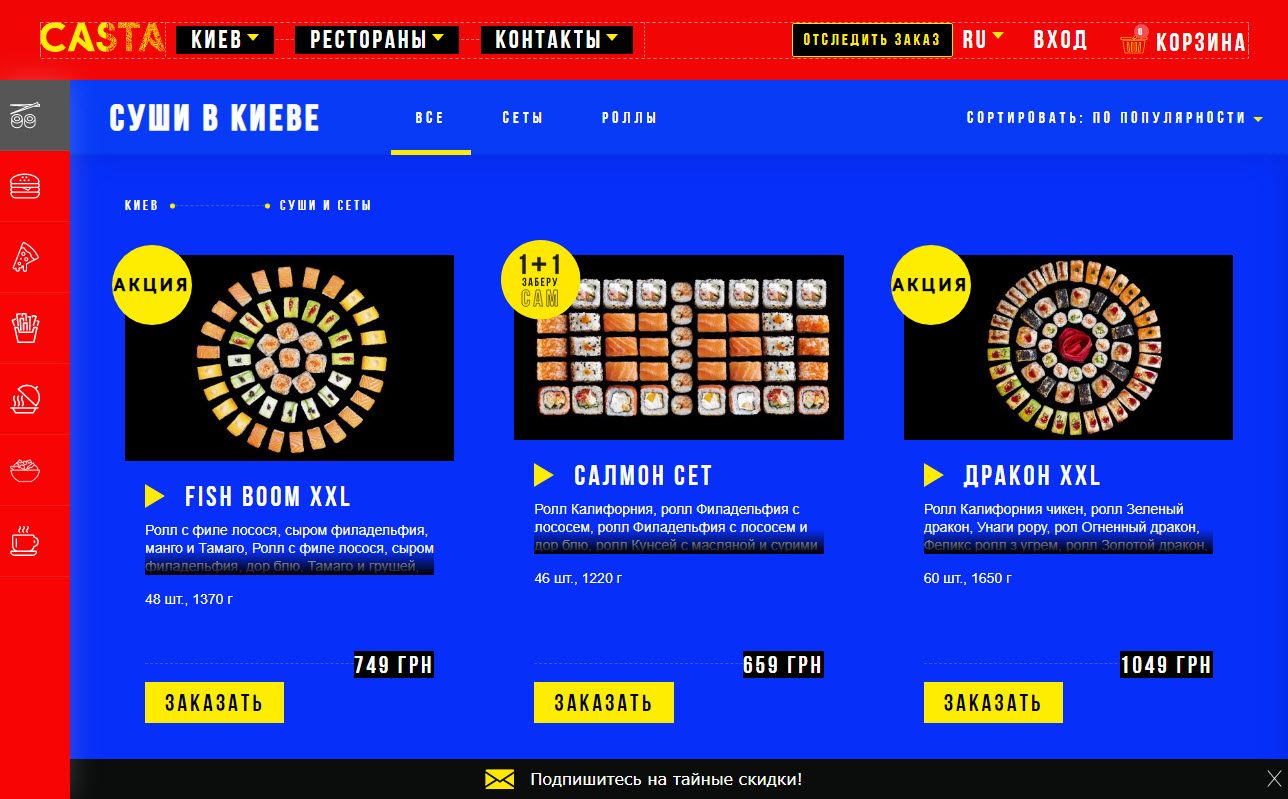 CASTA
КИЕВ
РЕСТОРАНЫ
КОНТАКТЫ
ОТСЛЕДИТЬ ЗАКАЗ
RU
ВХОД
0
КОРЗИНА
СУШИ В КИЕВЕ
ВСЕ
СЕТЫ
РОЛЛЫ
СОРТИРОВАТЬ: ПО ПОПУЛЯРНОСТИ
КИЕВ
СУШИ И СЕТЫ
АКЦИЯ
FISH BOOM XXL
Ролл с филе лосося, сыром филадельфия,
манго и Тамаго, Ролл с филе лосося, сыром
филадельфия, дор блю, Тамаго и грушей,
48 шт., 1370 г
749 ГРН
ЗАКАЗАТЬ
1+1
ЗАБЕРУ
САМ
САЛМОН СЕТ
Ролл Калифорния, ролл Филадельфия с
лососем, ролл Филадельфия с лососем и
дор блю, ролл Кунсей с масляной и сурими
46 шт., 1220 г
659 ГРН
ЗАКАЗАТЬ
АКЦИЯ
ДРАКОН XXL
Ролл Калифорния чикен, ролл Зеленый
дракон, Унаги рору, рол Огненный дракон,
Феликс ролл з угрем, ролл Золотой дракон,
60 шт., 1650 г
1049 ГРН
ЗАКАЗАТЬ
Подпишитесь на тайные скидки!